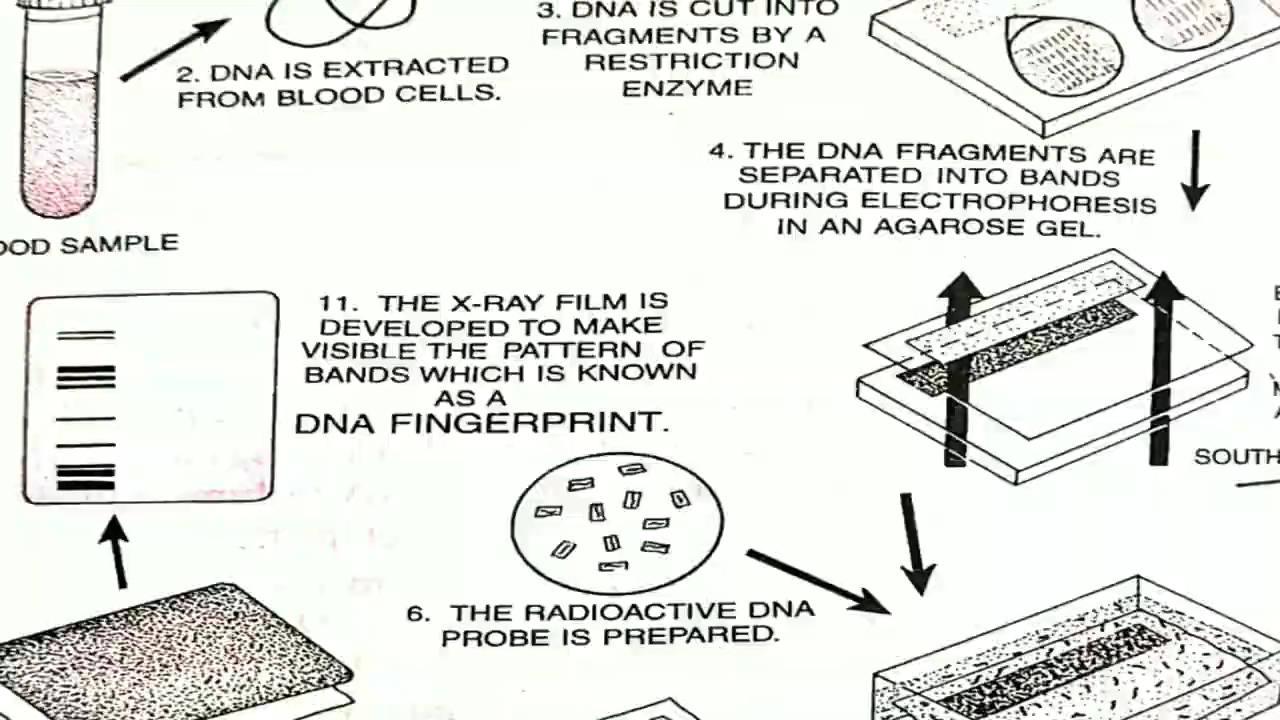 3. DNA IS CUT INTO
FRAGMENTS BY A
RESTRICTION
ENZYME
2. DNA IS EXTRACTED
FROM BLOOD CELLS.
4. THE DNA FRAGMENTS ARE
SEPARATED INTO BANDS
DURING ELECTROPHORESIS
IN AN AGAROSE GEL.
OOD SAMPLE
11. THE X-RAY FILM IS
DEVELOPED TO MAKE
VISIBLE THE PATTERN OF
BANDS WHICH IS KNOWN
AS A
DNA FINGERPRINT.
SOUTH
6. THE RADIOACTIVE DNA
PROBE IS PREPARED.